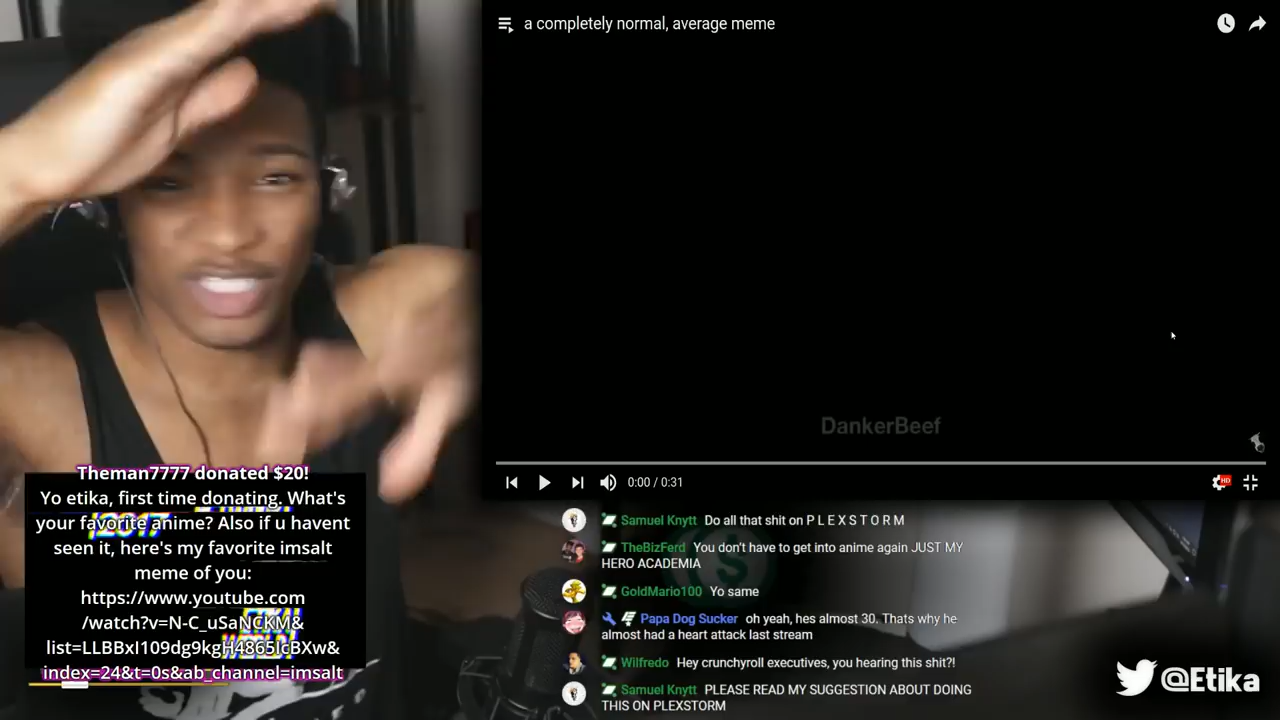 a completely normal, average meme
DankerBeef
0:00 / 0:31
HD
Theman7777 donated $20!
Yo etika, first time donating. What's
your favorite anime? Also if u havent
seen it, here's my favorite imsalt
meme of you:
https://www.youtube.com
/watch?v=N-C_uSaNCKM&
list=LLBBxI109dg9kgH4865IcBXw&
index=24&t=0s&ab_channel=imsalt
Samuel Knytt Do all that shit on P L E X S T O R M
TheBizFerd You don't have to get into anime again JUST MY
HERO ACADEMIA
GoldMario100 Yo same
Papa Dog Sucker oh yeah, hes almost 30. Thats why he
almost had a heart attack last stream
Wilfredo Hey crunchyroll executives, you hearing this shit?!
Samuel Knytt PLEASE READ MY SUGGESTION ABOUT DOING
THIS ON PLEXSTORM
@Etika